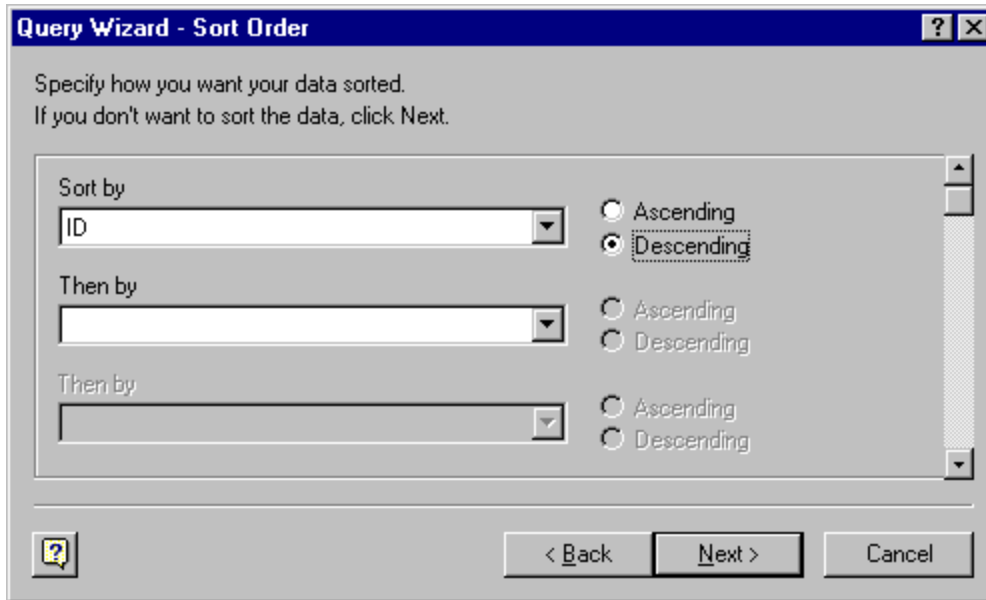 Query Wizard - Sort Order
Specify how you want your data sorted.
If you don't want to sort the data, click Next.
Sort by
ID
Ascending
Descending
Then by
Ascending
Descending
Then by
Ascending
Descending
< Back
Next >
Cancel